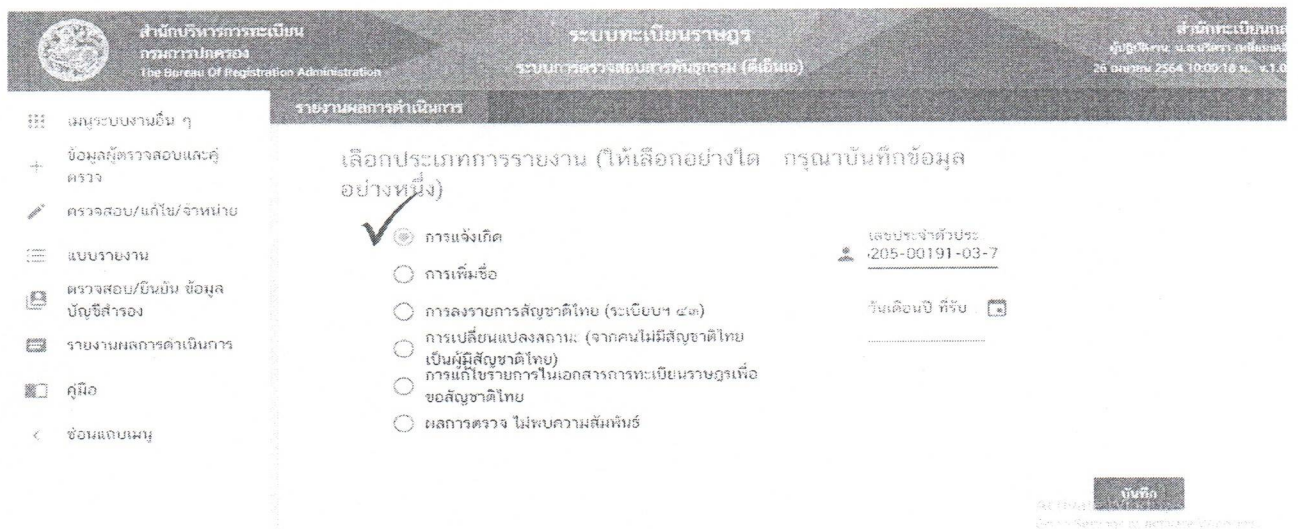 สำนักบริหารการทะเบียน
กรมการปกครอง
The Bureau Of Registration Administration
ระบบทะเบียนราษฎร
ระบบการตรวจสอบสารพันธุกรรม (ดีเอ็นเอ)
สำนักทะเบียนกล
ผู้ปฏิบัติงาน: น.ส.ปริศรา
26 เมษายน 2564 10:00:18 น. v.1.0
เมนูระบบงานอื่น ๆ
ข้อมูลผู้ตรวจสอบและคู่
ตรวจ
ตรวจสอบ/แก้ไข/จำหน่าย
แบบรายงาน
ตรวจสอบ/ยืนยัน ข้อมูล
บัญชีสำรอง
รายงานผลการดำเนินการ
คู่มือ
ซ่อนแถบเมนู
รายงานผลการดำเนินการ
เลือกประเภทการรายงาน (ให้เลือกอย่างใด
อย่างหนึ่ง)
การแจ้งเกิด
การเพิ่มชื่อ
การลงรายการสัญชาติไทย (ระเบียบฯ ๔๓)
การเปลี่ยนแปลงสถานะ (จากคนไม่มีสัญชาติไทย
เป็นผู้มีสัญชาติไทย)
การแก้ไขรายการในเอกสารการทะเบียนราษฎรเพื่อ
ขอสัญชาติไทย
ผลการตรวจ ไม่พบความสัมพันธ์
กรุณาบันทึกข้อมูล
เลขประจำตัวประ
205-00191-03-7
วันเดือนปี ที่รับ
บันทึก